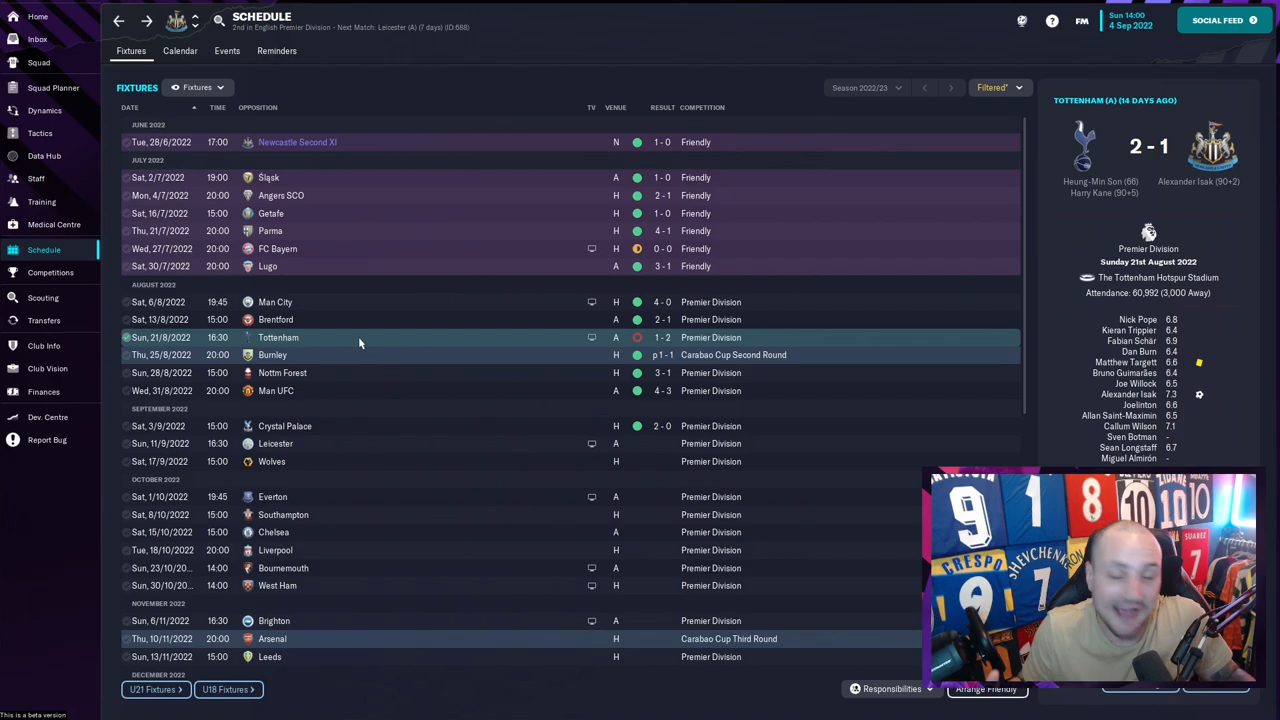 Home
Inbox
Squad
Squad Planner
Dynamics
Tactics
Data Hub
Staff
Training
Medical Centre
Schedule
Competitions
Scouting
Transfers
Club Info
Club Vision
Finances
Dev. Centre
Report Bug
This is a beta version
SCHEDULE
2nd in English Premier Division - Next Match: Leicester (A) (7 days) (ID:688)
FM
Sun 14:00
4 Sep 2022
SOCIAL FEED
Fixtures Calendar Events Reminders
FIXTURES Fixtures Season 2022/23 Filtered*
DATE TIME OPPOSITION TV VENUE RESULT COMPETITION
JUNE 2022
Tue, 28/6/2022 17:00 Newcastle Second XI N 1 - 0 Friendly
JULY 2022
Sat, 2/7/2022 19:00 Śląsk A 1 - 0 Friendly
Mon, 4/7/2022 20:00 Angers SCO H 2 - 1 Friendly
Sat, 16/7/2022 15:00 Getafe H 1 - 0 Friendly
Thu, 21/7/2022 20:00 Parma H 4 - 1 Friendly
Wed, 27/7/2022 20:00 FC Bayern H 0 - 0 Friendly
Sat, 30/7/2022 20:00 Lugo H 3 - 1 Friendly
AUGUST 2022
Sat, 6/8/2022 19:45 Man City H 4 - 0 Premier Division
Sat, 13/8/2022 15:00 Brentford A 2 - 1 Premier Division
Sun, 21/8/2022 16:30 Tottenham A 1 - 2 Premier Division
Thu, 25/8/2022 20:00 Burnley H p 1 - 1 Carabao Cup Second Round
Sun, 28/8/2022 15:00 Nottm Forest H 3 - 1 Premier Division
Wed, 31/8/2022 20:00 Man UFC A 4 - 3 Premier Division
SEPTEMBER 2022
Sat, 3/9/2022 15:00 Crystal Palace H 2 - 0 Premier Division
Sun, 11/9/2022 16:30 Leicester A Premier Division
Sat, 17/9/2022 15:00 Wolves H Premier Division
OCTOBER 2022
Sat, 1/10/2022 19:45 Everton A Premier Division
Sat, 8/10/2022 15:00 Southampton H Premier Division
Sat, 15/10/2022 15:00 Chelsea A Premier Division
Tue, 18/10/2022 20:00 Liverpool H Premier Division
Sun, 23/10/20... 14:00 Bournemouth A Premier Division
Sun, 30/10/20... 14:00 West Ham H Premier Division
NOVEMBER 2022
Sun, 6/11/2022 16:30 Brighton A Premier Division
Thu, 10/11/2022 20:00 Arsenal H Carabao Cup Third Round
Sun, 13/11/2022 15:00 Leeds H Premier Division
DECEMBER 2022
U21 Fixtures > U18 Fixtures > Responsibilities Arrange Friendly
TOTTENHAM (A) (14 DAYS AGO)
2 - 1
Heung-Min Son (66) Alexander Isak (90+2)
Harry Kane (90+5)
Premier Division
Sunday 21st August 2022
The Tottenham Hotspur Stadium
Attendance: 60,992 (3,000 Away)
Nick Pope 6.8
Kieran Trippier 6.4
Fabian Schär 6.9
Dan Burn 6.4
Matthew Targett 6.6
Bruno Guimarães 6.4
Joe Willock 6.5
Alexander Isak 7.3
Joelinton 6.6
Allan Saint-Maximin 6.5
Callum Wilson 7.1
Sven Botman -
Sean Longstaff 6.7
Miguel Almirón -
9
1
8
10
ZIDANE
10
CRESPO
9
SHEVCHENKO
7
SUAREZ
7